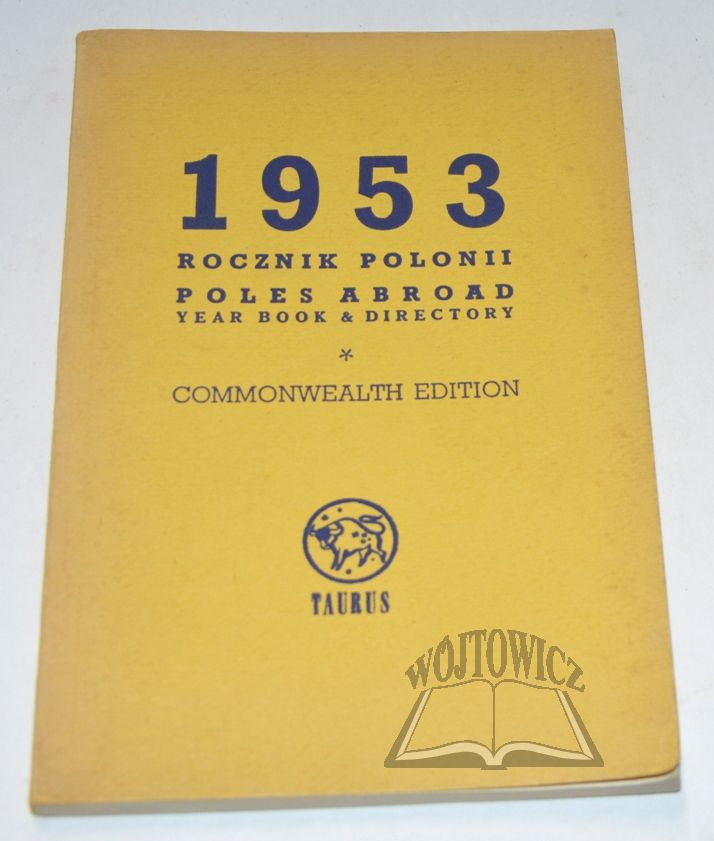 1953
ROCZNIK POLONII
POLES ABROAD
YEAR BOOK & DIRECTORY
*
COMMONWEALTH EDITION
TAURUS
WÓJTOWICZ